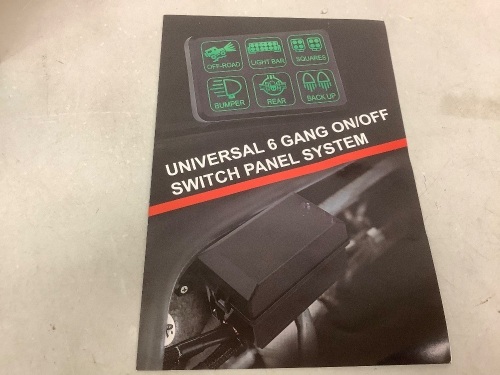 OFF-ROAD LIGHT BAR SQUARES
BUMPER REAR BACK UP
UNIVERSAL 6 GANG ON/OFF
SWITCH PANEL SYSTEM